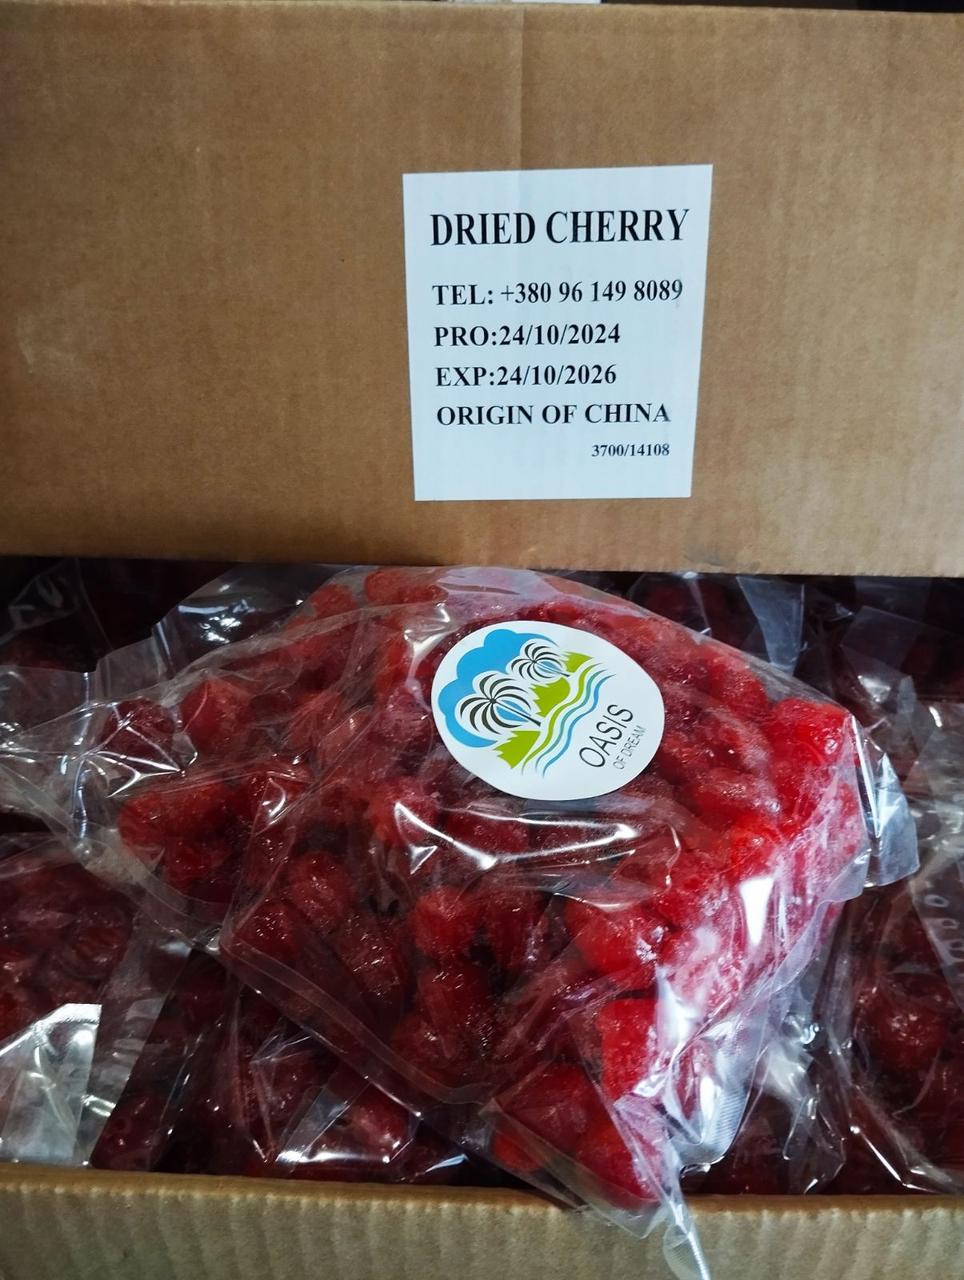 DRIED CHERRY
TEL: +380 96 149 8089
PRO:24/10/2024
EXP:24/10/2026
ORIGIN OF CHINA
3700/14108
OASIS
OF DREAM